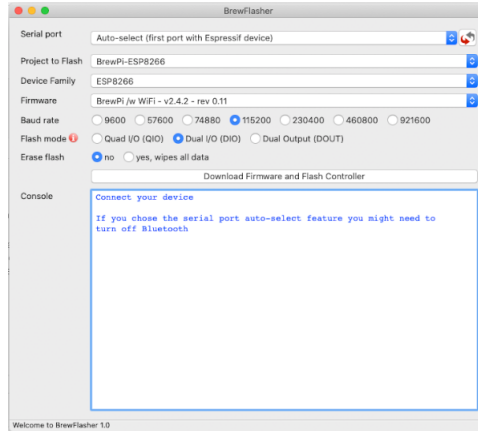 BrewFlasher
Serial port Auto-select (first port with Espressif device)
Project to Flash BrewPi-ESP8266
Device Family ESP8266
Firmware BrewPi /w WiFi - v2.4.2 - rev 0.11
Baud rate 9600 57600 74880 115200 230400 460800 921600
Flash mode Quad I/O (QIO) Dual I/O (DIO) Dual Output (DOUT)
Erase flash no yes, wipes all data
Download Firmware and Flash Controller
Console Connect your device
If you chose the serial port auto-select feature you might need to
turn off Bluetooth
Welcome to BrewFlasher 1.0